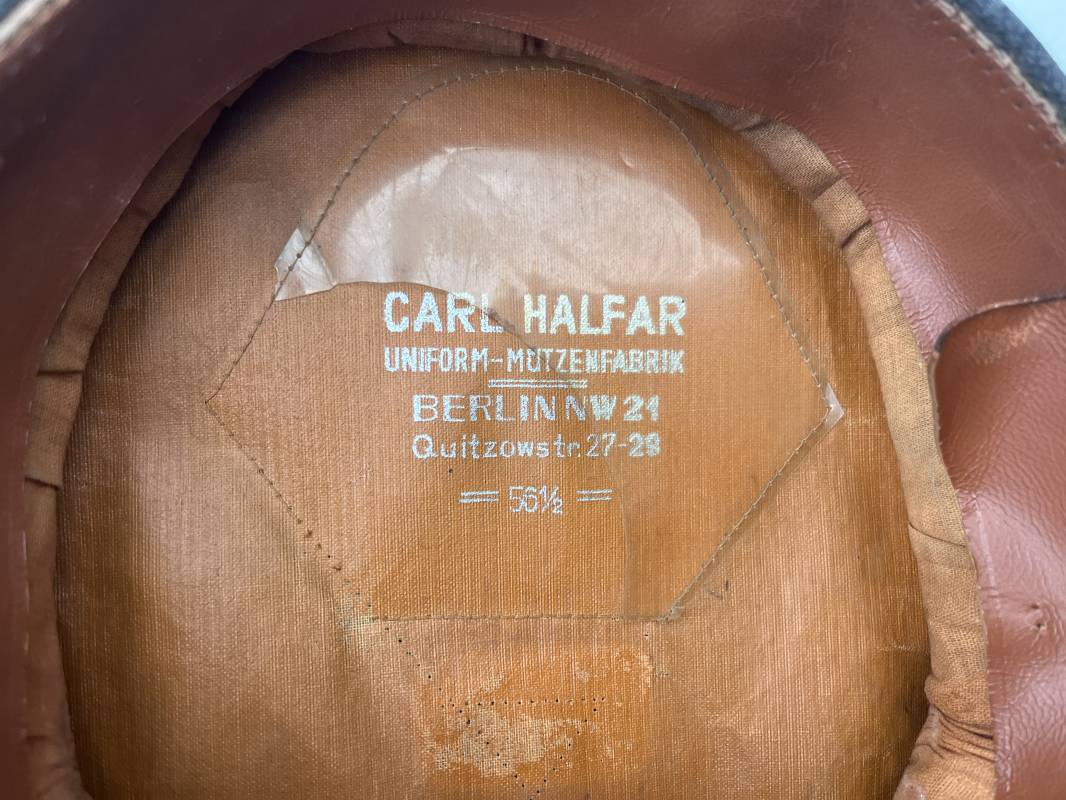 CARL HALFAR
UNIFORM-MÜTZENFABRIK
BERLIN NW 21
Quitzowstr. 27-29
56½